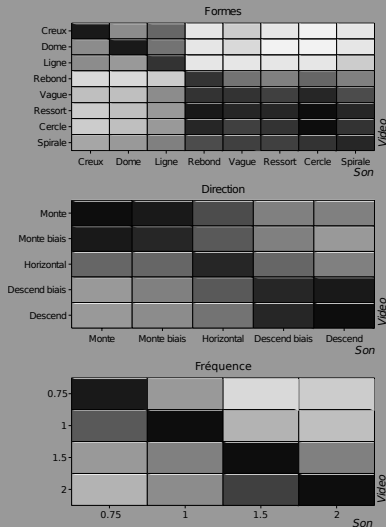 Formes
Creux
Dome
Ligne
Rebond
Vague
Ressort
Cercle
Spirale
Video
Creux Dome Ligne Rebond Vague Ressort Cercle Spirale
Son
Direction
Monte
Monte biais
Horizontal
Descend biais
Descend
Video
Monte Monte biais Horizontal Descend biais Descend
Son
Fréquence
0.75
1
1.5
2
Video
0.75 1 1.5 2
Son